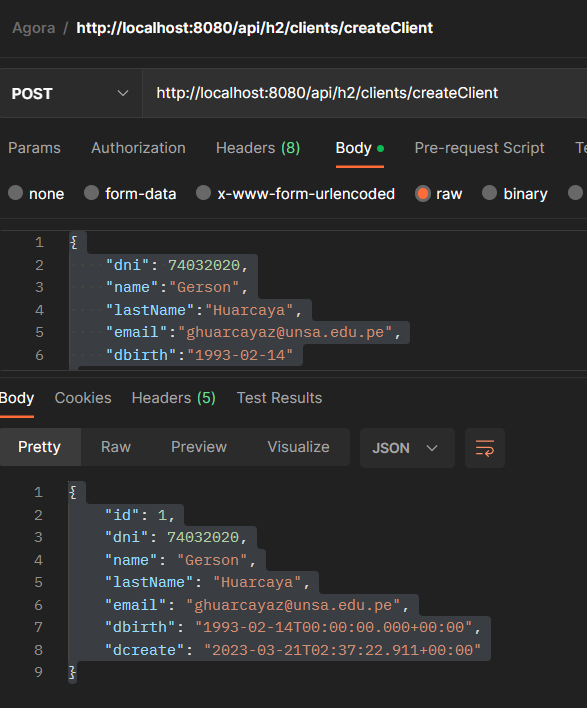 Agora / http://localhost:8080/api/h2/clients/createClient
POST http://localhost:8080/api/h2/clients/createClient
Params Authorization Headers (8) Body Pre-request Script Te
none form-data x-www-form-urlencoded raw binary
1 {
2 "dni": 74032020,
3 "name":"Gerson",
4 "lastName":"Huarcaya",
5 "email":"ghuarcayaz@unsa.edu.pe",
6 "dbirth":"1993-02-14"
Body Cookies Headers (5) Test Results
Pretty Raw Preview Visualize JSON
1 {
2 "id": 1,
3 "dni": 74032020,
4 "name": "Gerson",
5 "lastName": "Huarcaya",
6 "email": "ghuarcayaz@unsa.edu.pe",
7 "dbirth": "1993-02-14T00:00:00.000+00:00",
8 "dcreate": "2023-03-21T02:37:22.911+00:00"
9 }